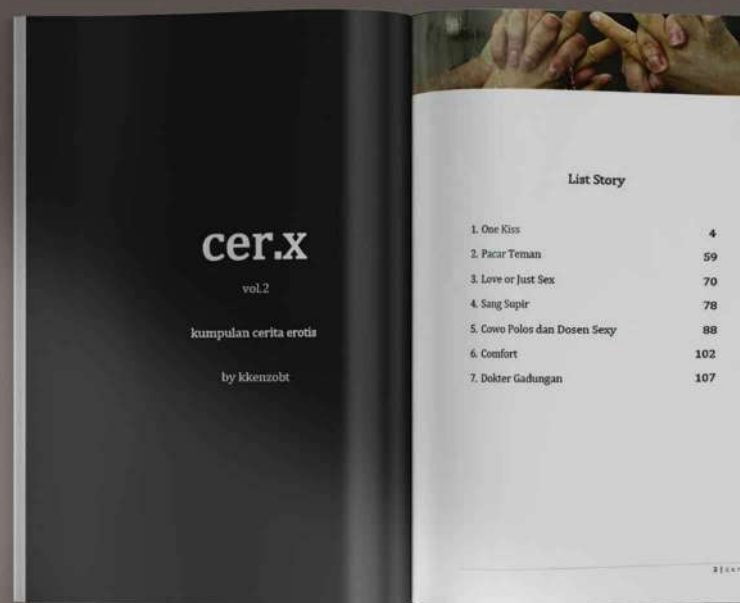 cer.x
vol.2
kumpulan cerita erotis
by kkenzobt
List Story
1. One Kiss 4
2. Pacar Teman 59
3. Love or Just Sex 70
4. Sang Supir 78
5. Cowo Polos dan Dosen Sexy 88
6. Comfort 102
7. Dokter Gadungan 107